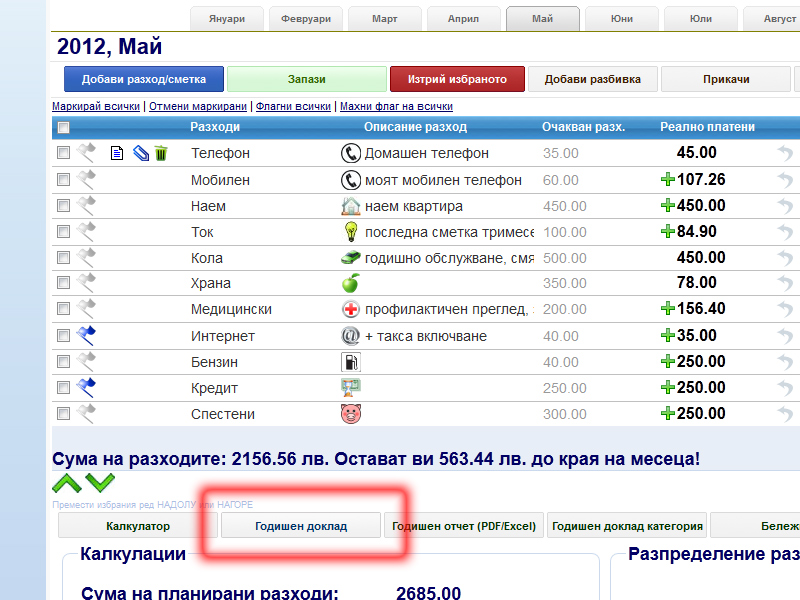 Януари Февруари Март Април Май Юни Юли Август
2012, Май
Добави разход/сметка Запази Изтрий избраното Добави разбивка Прикачи
Маркирай всички | Отмени маркирани | Флагни всички | Махни флаг на всички
Разходи Описание разход Очакван разх. Реално платени
Телефон Домашен телефон 35.00 45.00
Мобилен моят мобилен телефон 60.00 107.26
Наем наем квартира 450.00 450.00
Ток последна сметка тримесе 100.00 84.90
Кола годишно обслужване, смя 500.00 450.00
Храна 350.00 78.00
Медицински профилактичен преглед, 200.00 156.40
Интернет @ + такса включване 40.00 35.00
Бензин 40.00 250.00
Кредит 250.00 250.00
Спестени 300.00 250.00
Сума на разходите: 2156.56 лв. Остават ви 563.44 лв. до края на месеца!
Премести избрания ред НАДОЛУ или НАГОРЕ
Калкулатор Годишен доклад Годишен отчет (PDF/Excel) Годишен доклад категория Бележ
Калкулации Разпределение раз
Сума на планирани разходи: 2685.00